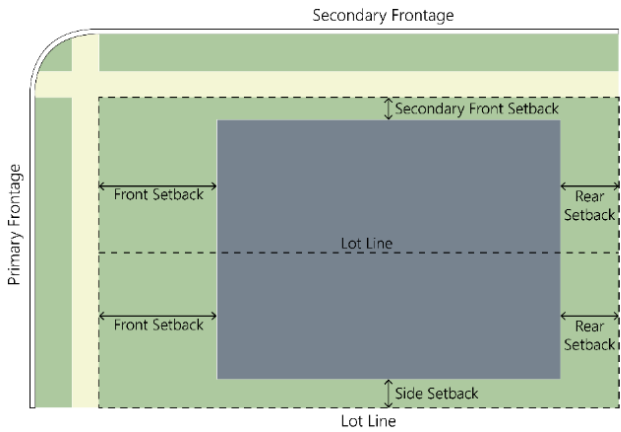 Secondary Frontage
Secondary Front Setback
Primary Frontage
Front Setback
Rear
Setback
Lot Line
Front Setback
Rear
Setback
Side Setback
Lot Line